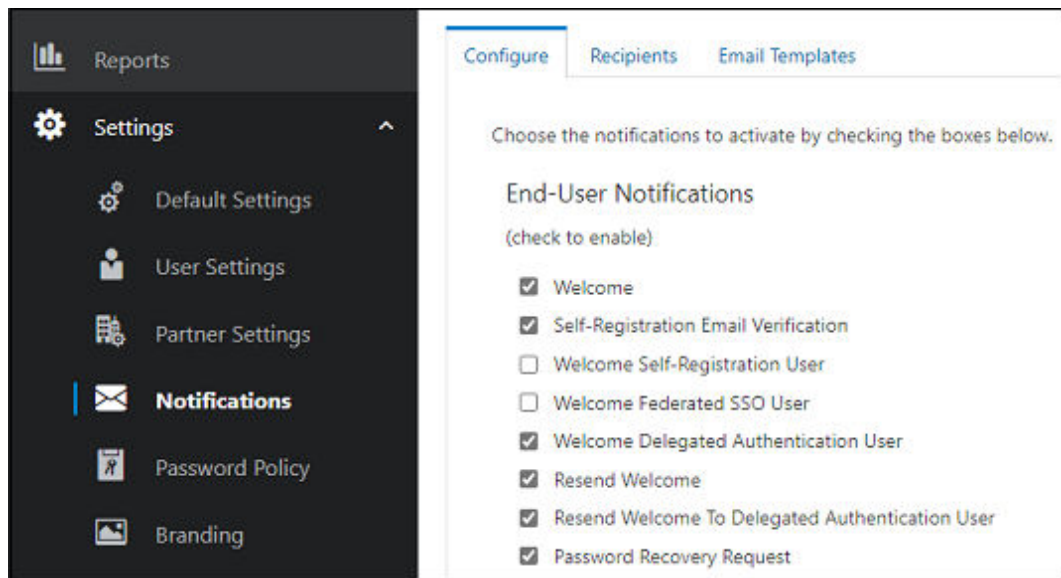 Reports
Settings
Default Settings
User Settings
Partner Settings
Notifications
Password Policy
Branding
Configure
Recipients
Email Templates
Choose the notifications to activate by checking the boxes below.
End-User Notifications
(check to enable)
Welcome
Self-Registration Email Verification
Welcome Self-Registration User
Welcome Federated SSO User
Welcome Delegated Authentication User
Resend Welcome
Resend Welcome To Delegated Authentication User
Password Recovery Request